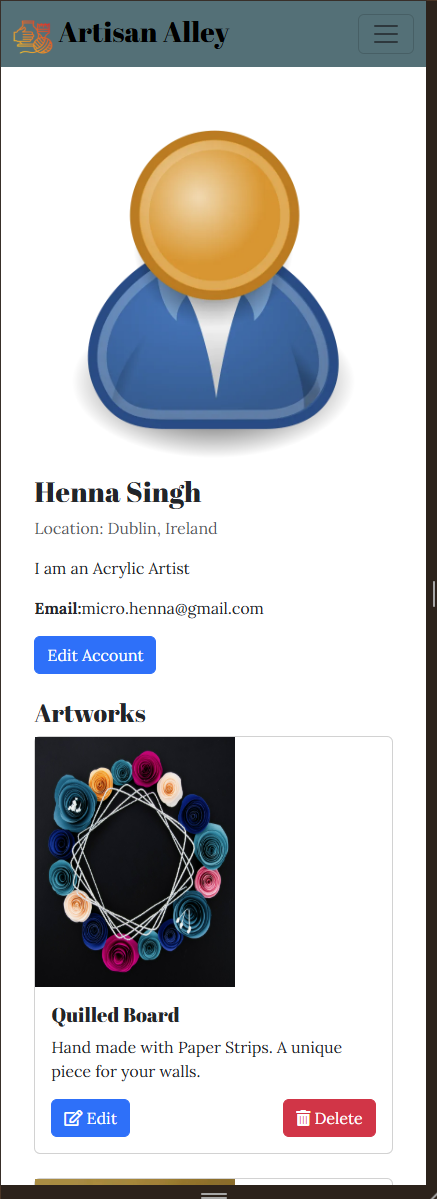 Artisan Alley
Henna Singh
Location: Dublin, Ireland
I am an Acrylic Artist
Email:micro.henna@gmail.com
Edit Account
Artworks
Quilled Board
Hand made with Paper Strips. A unique
piece for your walls.
Edit
Delete